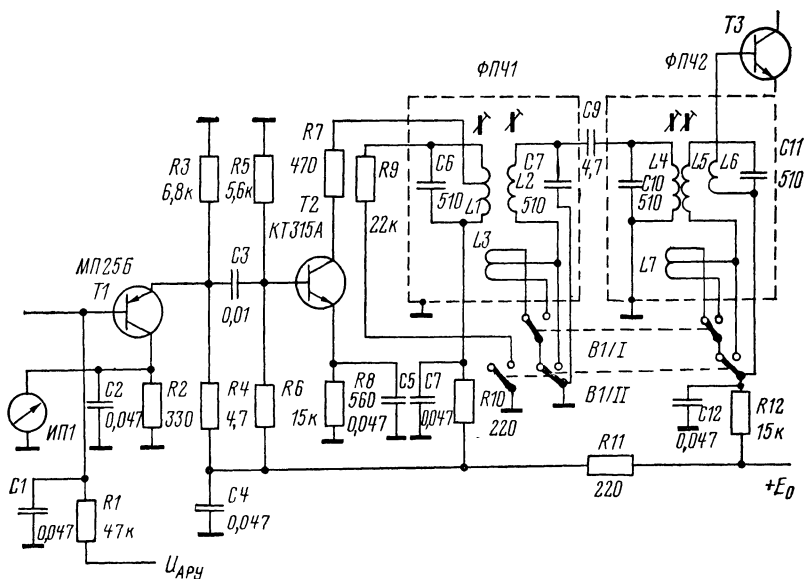 T3
ФПЧ1
ФПЧ2
C9
4,7
R3
6,8к
R5
5,6к
R7
470
R9
22к
C6
510
L1
L2
C7
510
L3
C10
510
L4
L5
L6
C11
510
L7
T2
КТ315А
МП25Б
T1
C3
0,01
В1/I
В1/II
ИП1
C2
0,047
R2
330
R4
4,7
R6
15к
R8
560
C5
0,047
C7
0,047
R10
220
R11
220
C12
0,047
R12
15к
+E0
C1
0,047
R1
47к
C4
0,047
UАРУ